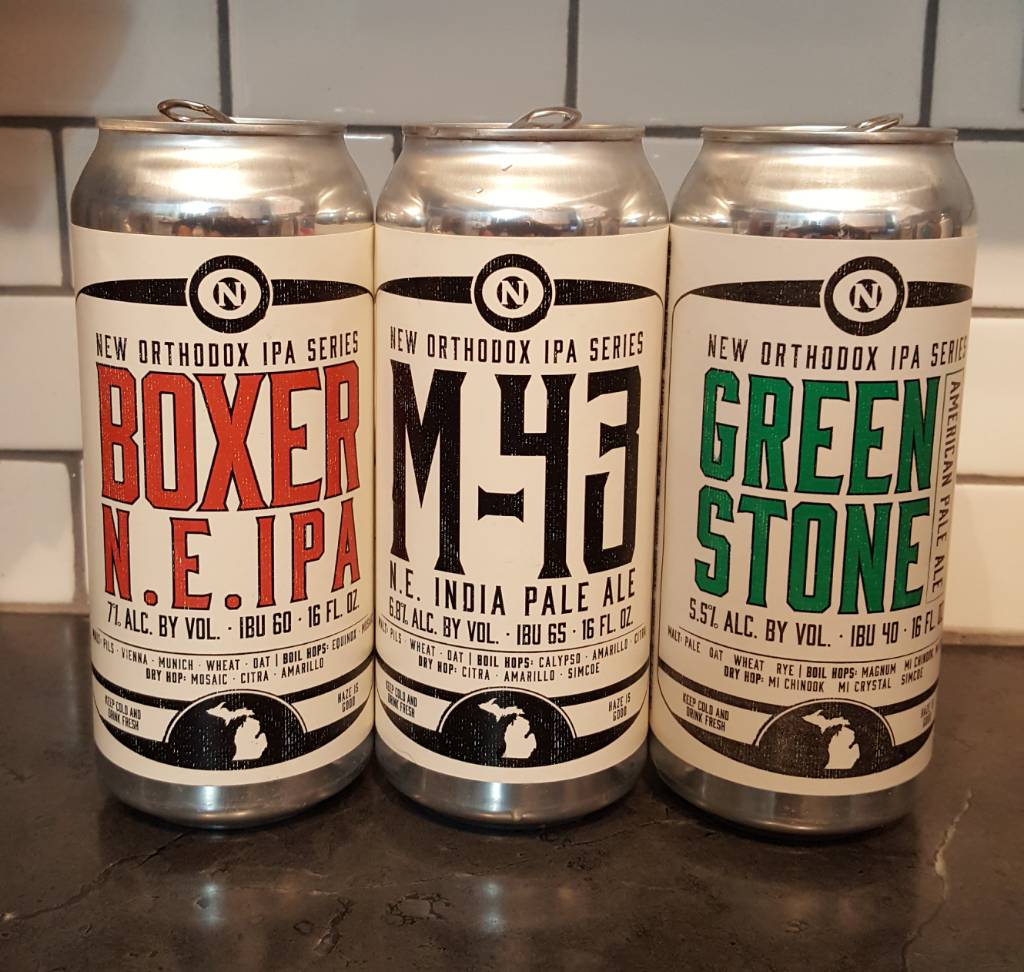 N
NEW ORTHODOX IPA SERIES
BOXER
N.E.IPA
7% ALC. BY VOL. · IBU 60 · 16 FL. OZ.
MALT: PILS · VIENNA · MUNICH · WHEAT · OAT | BOIL HOPS: EQUINOX ·
DRY HOP: MOSAIC · CITRA · AMARILLO
KEEP COLD AND
DRINK FRESH
HAZE IS
GOOD
N
NEW ORTHODOX IPA SERIES
M-43
N.E. INDIA PALE ALE
6.8% ALC. BY VOL. · IBU 65 · 16 FL. OZ.
MALT: PILS · WHEAT · OAT | BOIL HOPS: CALYPSO · AMARILLO · CITRA
DRY HOP: CITRA · AMARILLO · SIMCOE
KEEP COLD AND
DRINK FRESH
HAZE IS
GOOD
N
NEW ORTHODOX IPA SERIES
GREEN
STONE
AMERICAN PALE ALE
5.5% ALC. BY VOL. · IBU 40 · 16 FL.
MALT: PALE OAT WHEAT RYE | BOIL HOPS: MAGNUM MI CHINOOK
DRY HOP: MI CHINOOK MI CRYSTAL SIMCOE
KEEP COLD AND
DRINK FRESH